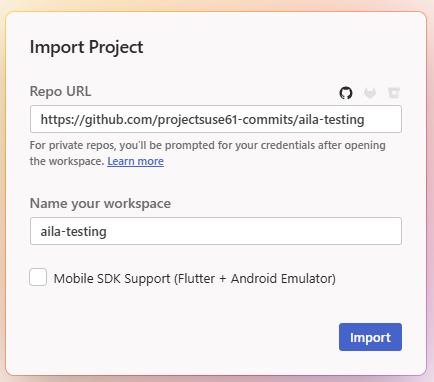 Import Project
Repo URL
https://github.com/projectsuse61-commits/aila-testing
For private repos, you'll be prompted for your credentials after opening
the workspace. Learn more
Name your workspace
aila-testing
Mobile SDK Support (Flutter + Android Emulator)
Import